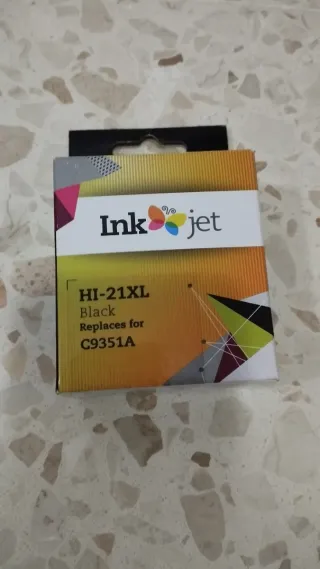 Ink jet
HI-21XL
Black
Replaces for
C9351A